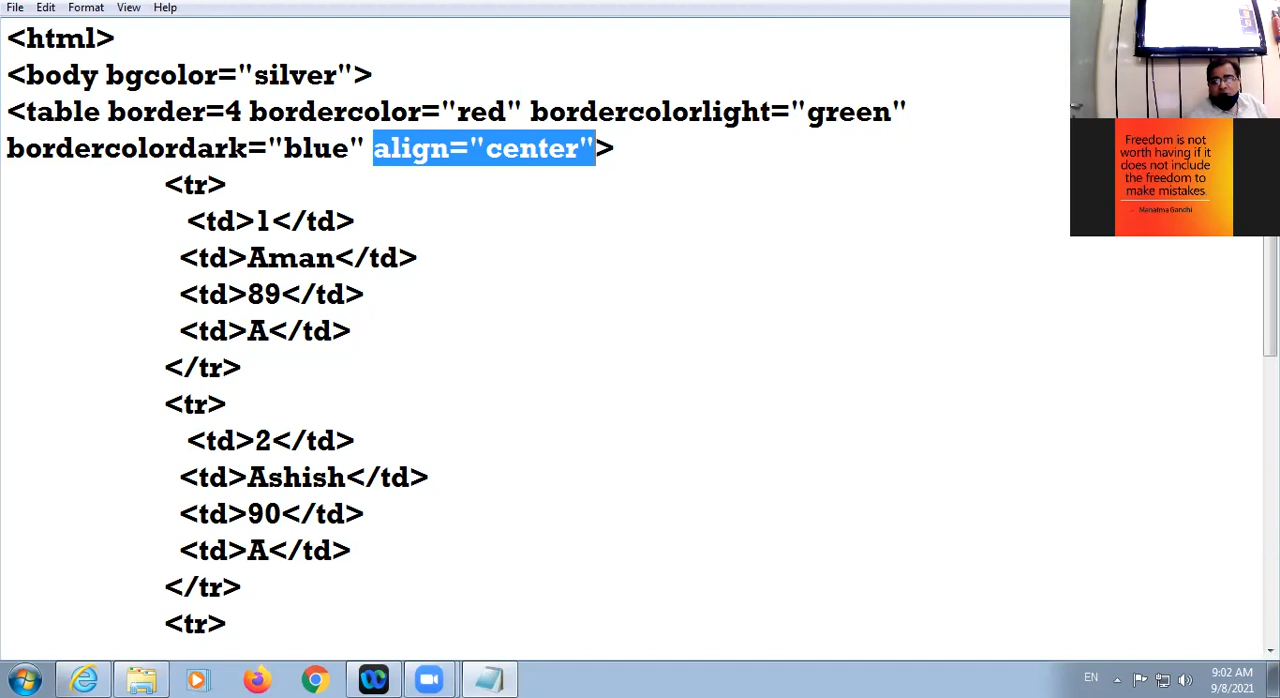 File Edit Format View Help
<html>
<body bgcolor="silver">
<table border=4 bordercolor="red" bordercolorlight="green"
bordercolordark="blue" align="center">
<tr>
<td>1</td>
<td>Aman</td>
<td>89</td>
<td>A</td>
</tr>
<tr>
<td>2</td>
<td>Ashish</td>
<td>90</td>
<td>A</td>
</tr>
<tr>
Freedom is not
worth having if it
does not include
the freedom to
make mistakes
Mahatma Gandhi
EN
9:02 AM
9/8/2021